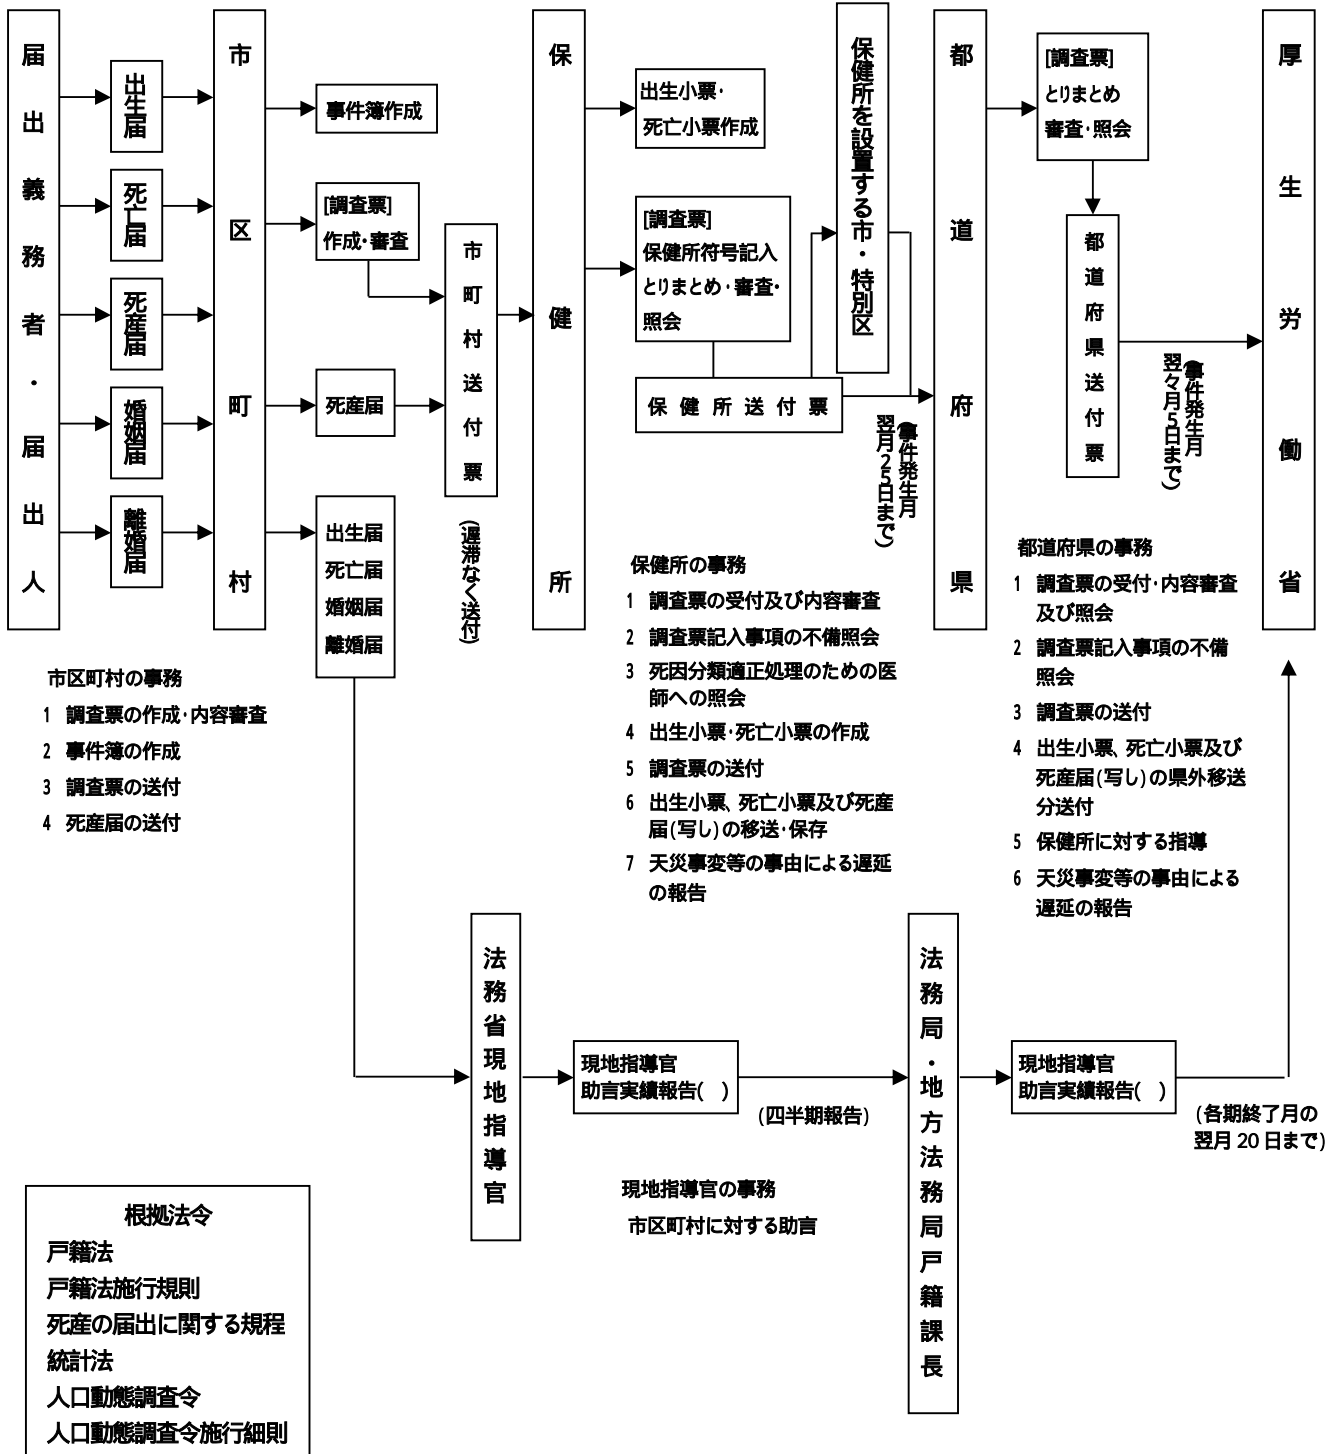 届出義務者・届出人
出生届
死亡届
死産届
婚姻届
離婚届
市区町村
事件簿作成
[調査票]
作成・審査
死産届
出生届
死亡届
婚姻届
離婚届
市町村送付票
(遅滞なく送付)
保健所
出生小票・
死亡小票作成
[調査票]
保健所符号記入
とりまとめ・審査・
照会
保健所送付票
保健所を設置する市・特別区
(事件発生月
翌月25日まで)
都道府県
[調査票]
とりまとめ
審査・照会
都道府県送付票
(事件発生月
翌々月5日まで)
厚生労働省
市区町村の事務
1 調査票の作成・内容審査
2 事件簿の作成
3 調査票の送付
4 死産届の送付
保健所の事務
1 調査票の受付及び内容審査
2 調査票記入事項の不備照会
3 死因分類適正処理のための医
師への照会
4 出生小票・死亡小票の作成
5 調査票の送付
6 出生小票、死亡小票及び死産
届(写し)の移送・保存
7 天災事変等の事由による遅延
の報告
都道府県の事務
1 調査票の受付・内容審査
及び照会
2 調査票記入事項の不備
照会
3 調査票の送付
4 出生小票、死亡小票及び
死産届(写し)の県外移送
分送付
5 保健所に対する指導
6 天災事変等の事由による
遅延の報告
法務省現地指導官
現地指導官
助言実績報告( )
(四半期報告)
法務局・地方法務局戸籍課長
現地指導官
助言実績報告( )
(各期終了月の
翌月20日まで)
現地指導官の事務
市区町村に対する助言
根拠法令
戸籍法
戸籍法施行規則
死産の届出に関する規程
統計法
人口動態調査令
人口動態調査令施行細則